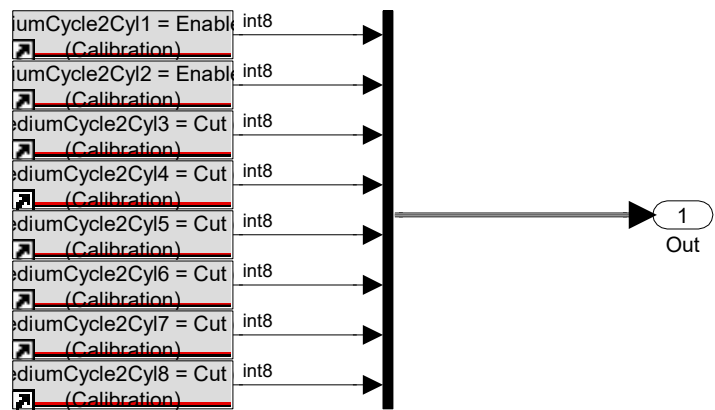 iumCycle2Cyl1 = Enable int8
(Calibration)
iumCycle2Cyl2 = Enable int8
(Calibration)
ediumCycle2Cyl3 = Cut int8
(Calibration)
ediumCycle2Cyl4 = Cut int8
(Calibration)
ediumCycle2Cyl5 = Cut int8
(Calibration)
ediumCycle2Cyl6 = Cut int8
(Calibration)
ediumCycle2Cyl7 = Cut int8
(Calibration)
ediumCycle2Cyl8 = Cut int8
(Calibration)
1
Out